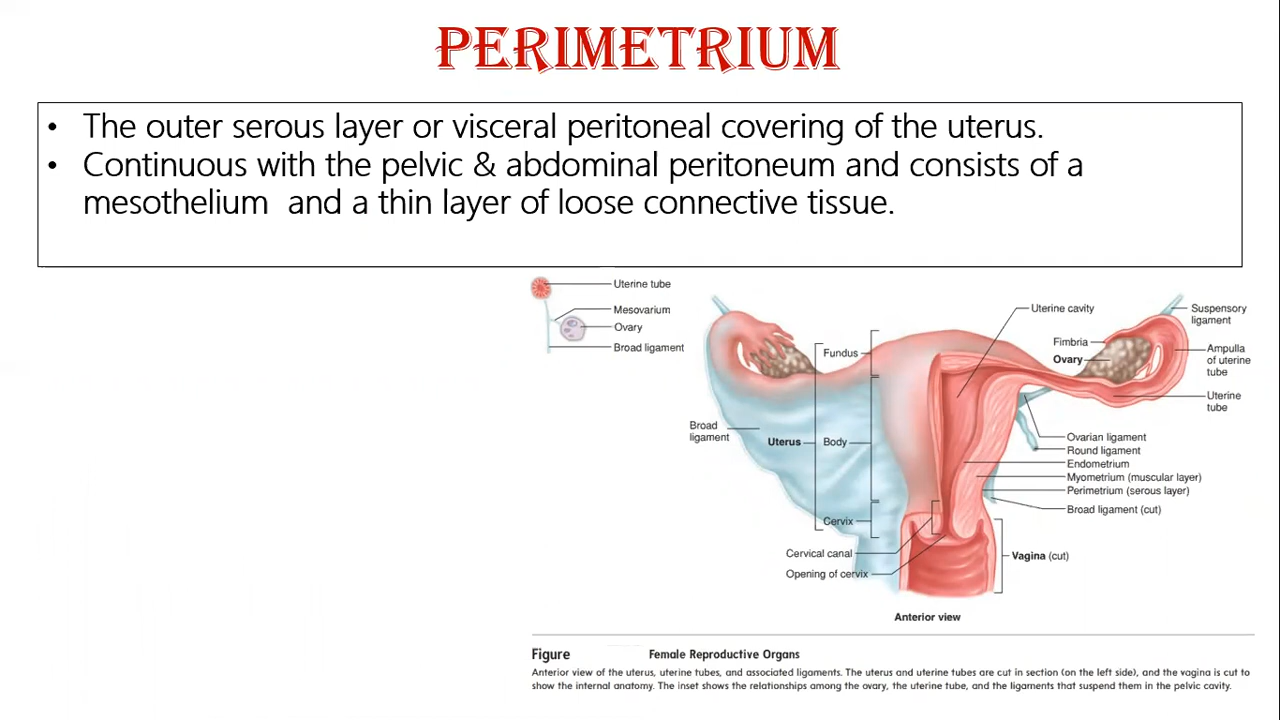 PERIMETRIUM
• The outer serous layer or visceral peritoneal covering of the uterus.
• Continuous with the pelvic & abdominal peritoneum and consists of a
mesothelium and a thin layer of loose connective tissue.
Uterine tube
Mesovarium
Ovary
Broad ligament
Broad
ligament
Uterus
Fundus
Body
Cervix
Cervical canal
Opening of cervix
Uterine cavity
Fimbria
Ovary
Suspensory
ligament
Ampulla
of uterine
tube
Uterine
tube
Ovarian ligament
Round ligament
Endometrium
Myometrium (muscular layer)
Perimetrium (serous layer)
Broad ligament (cut)
Vagina (cut)
Anterior view
Figure Female Reproductive Organs
Anterior view of the uterus, uterine tubes, and associated ligaments. The uterus and uterine tubes are cut in section (on the left side), and the vagina is cut to
show the internal anatomy. The inset shows the relationships among the ovary, the uterine tube, and the ligaments that suspend them in the pelvic cavity.